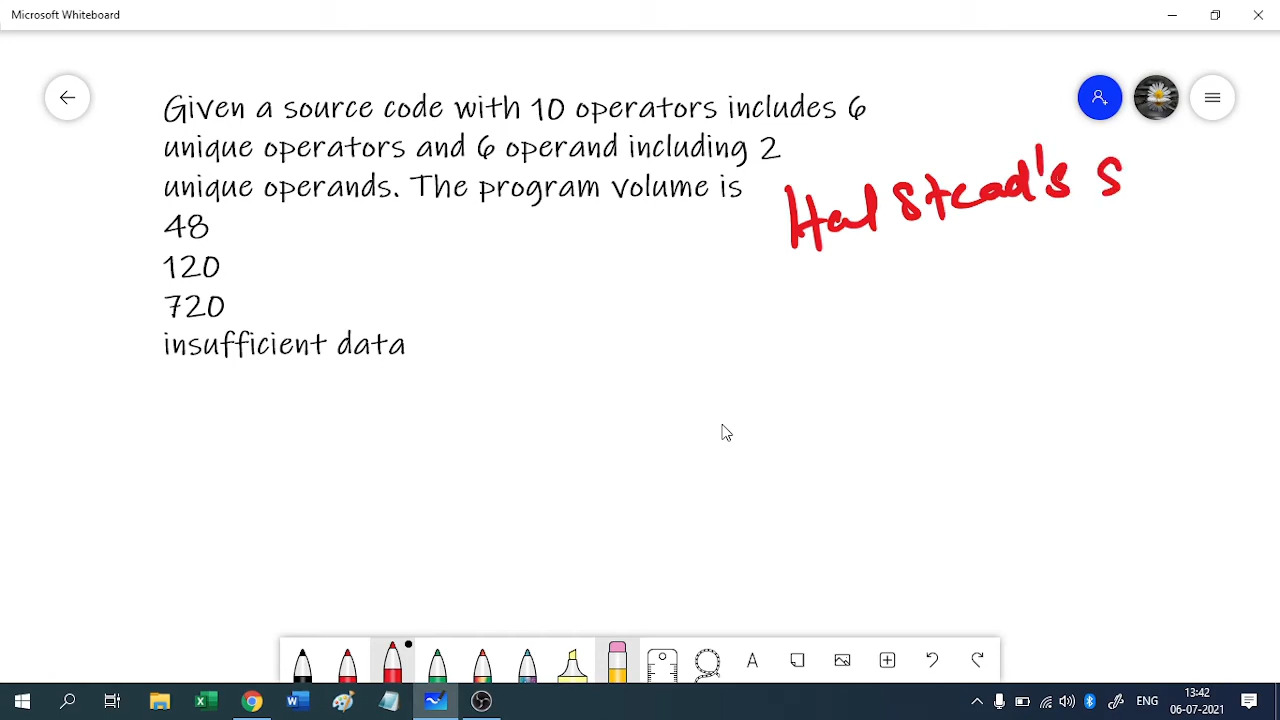 Microsoft Whiteboard
Given a source code with 10 operators includes 6
unique operators and 6 operand including 2
unique operands. The program volume is
Halstead's S
48
120
720
insufficient data
ENG
13:42
06-07-2021